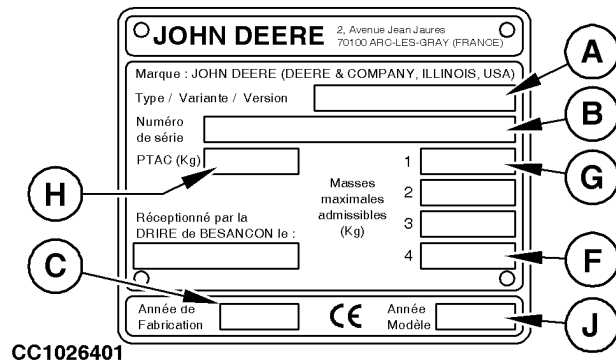 JOHN DEERE
2, Avenue Jean Jaures
70100 ARC-LES-GRAY (FRANCE)
Marque : JOHN DEERE (DEERE & COMPANY, ILLINOIS, USA)
Type / Variante / Version
A
Numéro
de série
B
PTAC (Kg)
H
Masses
maximales
admissibles
(Kg)
1
2
3
4
G
F
Réceptionné par la
DRIRE de BESANCON le :
C
Année de
Fabrication
CE
Année
Modèle
J
CC1026401